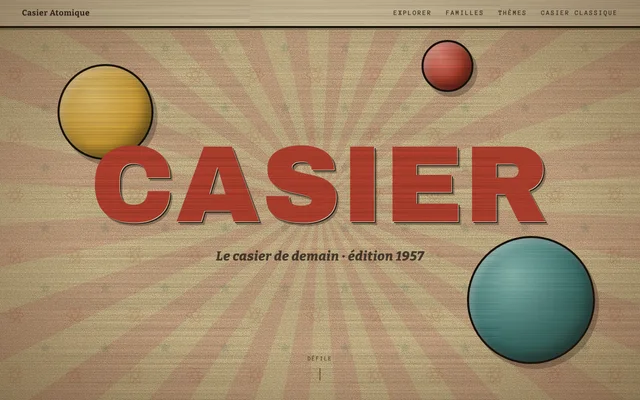 Casier Atomique
EXPLORER FAMILLES THÈMES CASIER CLASSIQUE
CASIER
Le casier de demain · édition 1957
DÉFILE